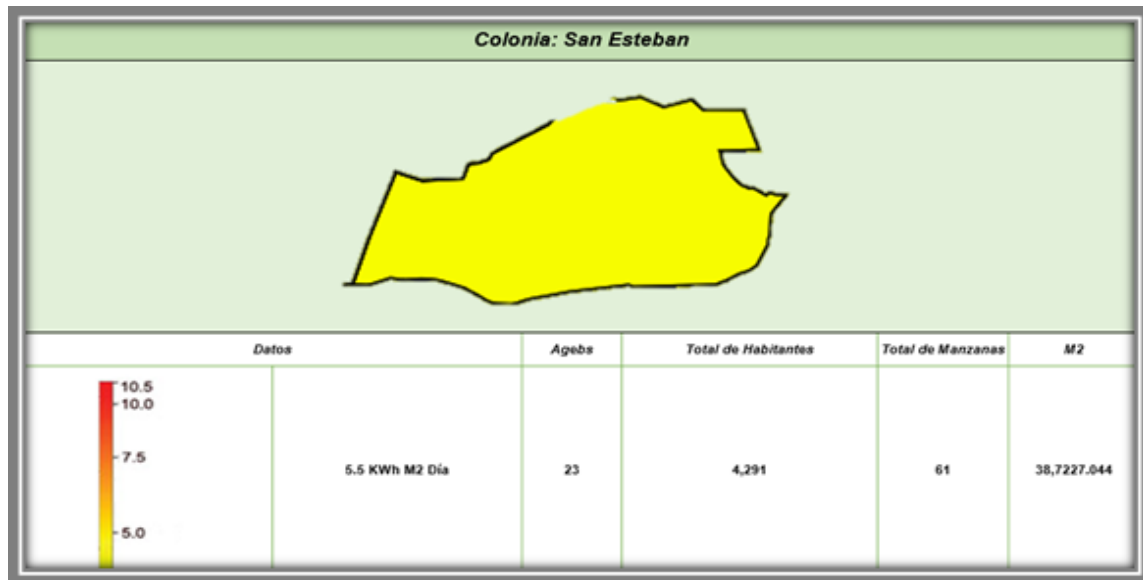 Colonia: San Esteban
Datos Agebs Total de Habitantes Total de Manzanas M2
10.5
10.0
7.5
5.5 KWh M2 Día 23 4,291 61 38,7227.044
5.0